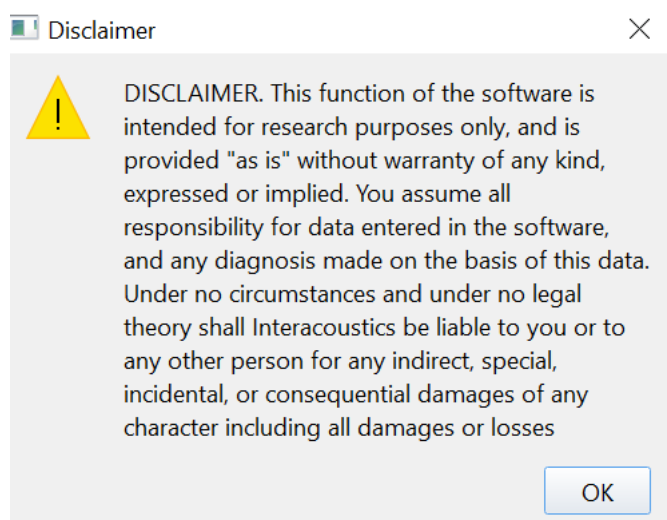 Disclaimer
DISCLAIMER. This function of the software is
intended for research purposes only, and is
provided "as is" without warranty of any kind,
expressed or implied. You assume all
responsibility for data entered in the software,
and any diagnosis made on the basis of this data.
Under no circumstances and under no legal
theory shall Interacoustics be liable to you or to
any other person for any indirect, special,
incidental, or consequential damages of any
character including all damages or losses
OK